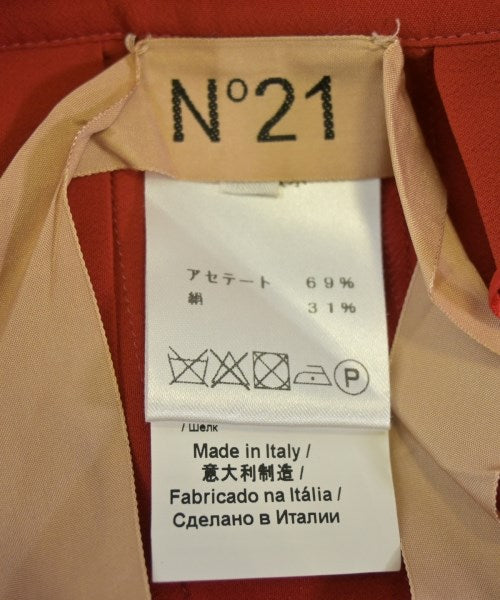 Nº21
アセテート 69%
絹 31%
P
/ Шелк
Made in Italy /
意大利制造 /
Fabricado na Itália /
Сделано в Италии